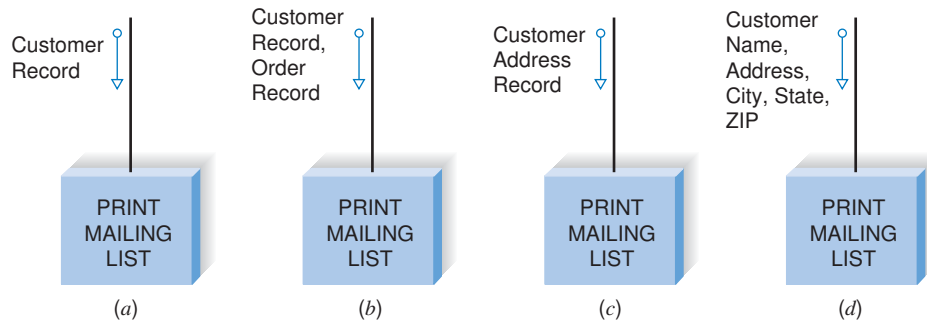 Customer
Record
PRINT
MAILING
LIST
(a)
Customer
Record,
Order
Record
PRINT
MAILING
LIST
(b)
Customer
Address
Record
PRINT
MAILING
LIST
(c)
Customer
Name,
Address,
City, State,
ZIP
PRINT
MAILING
LIST
(d)